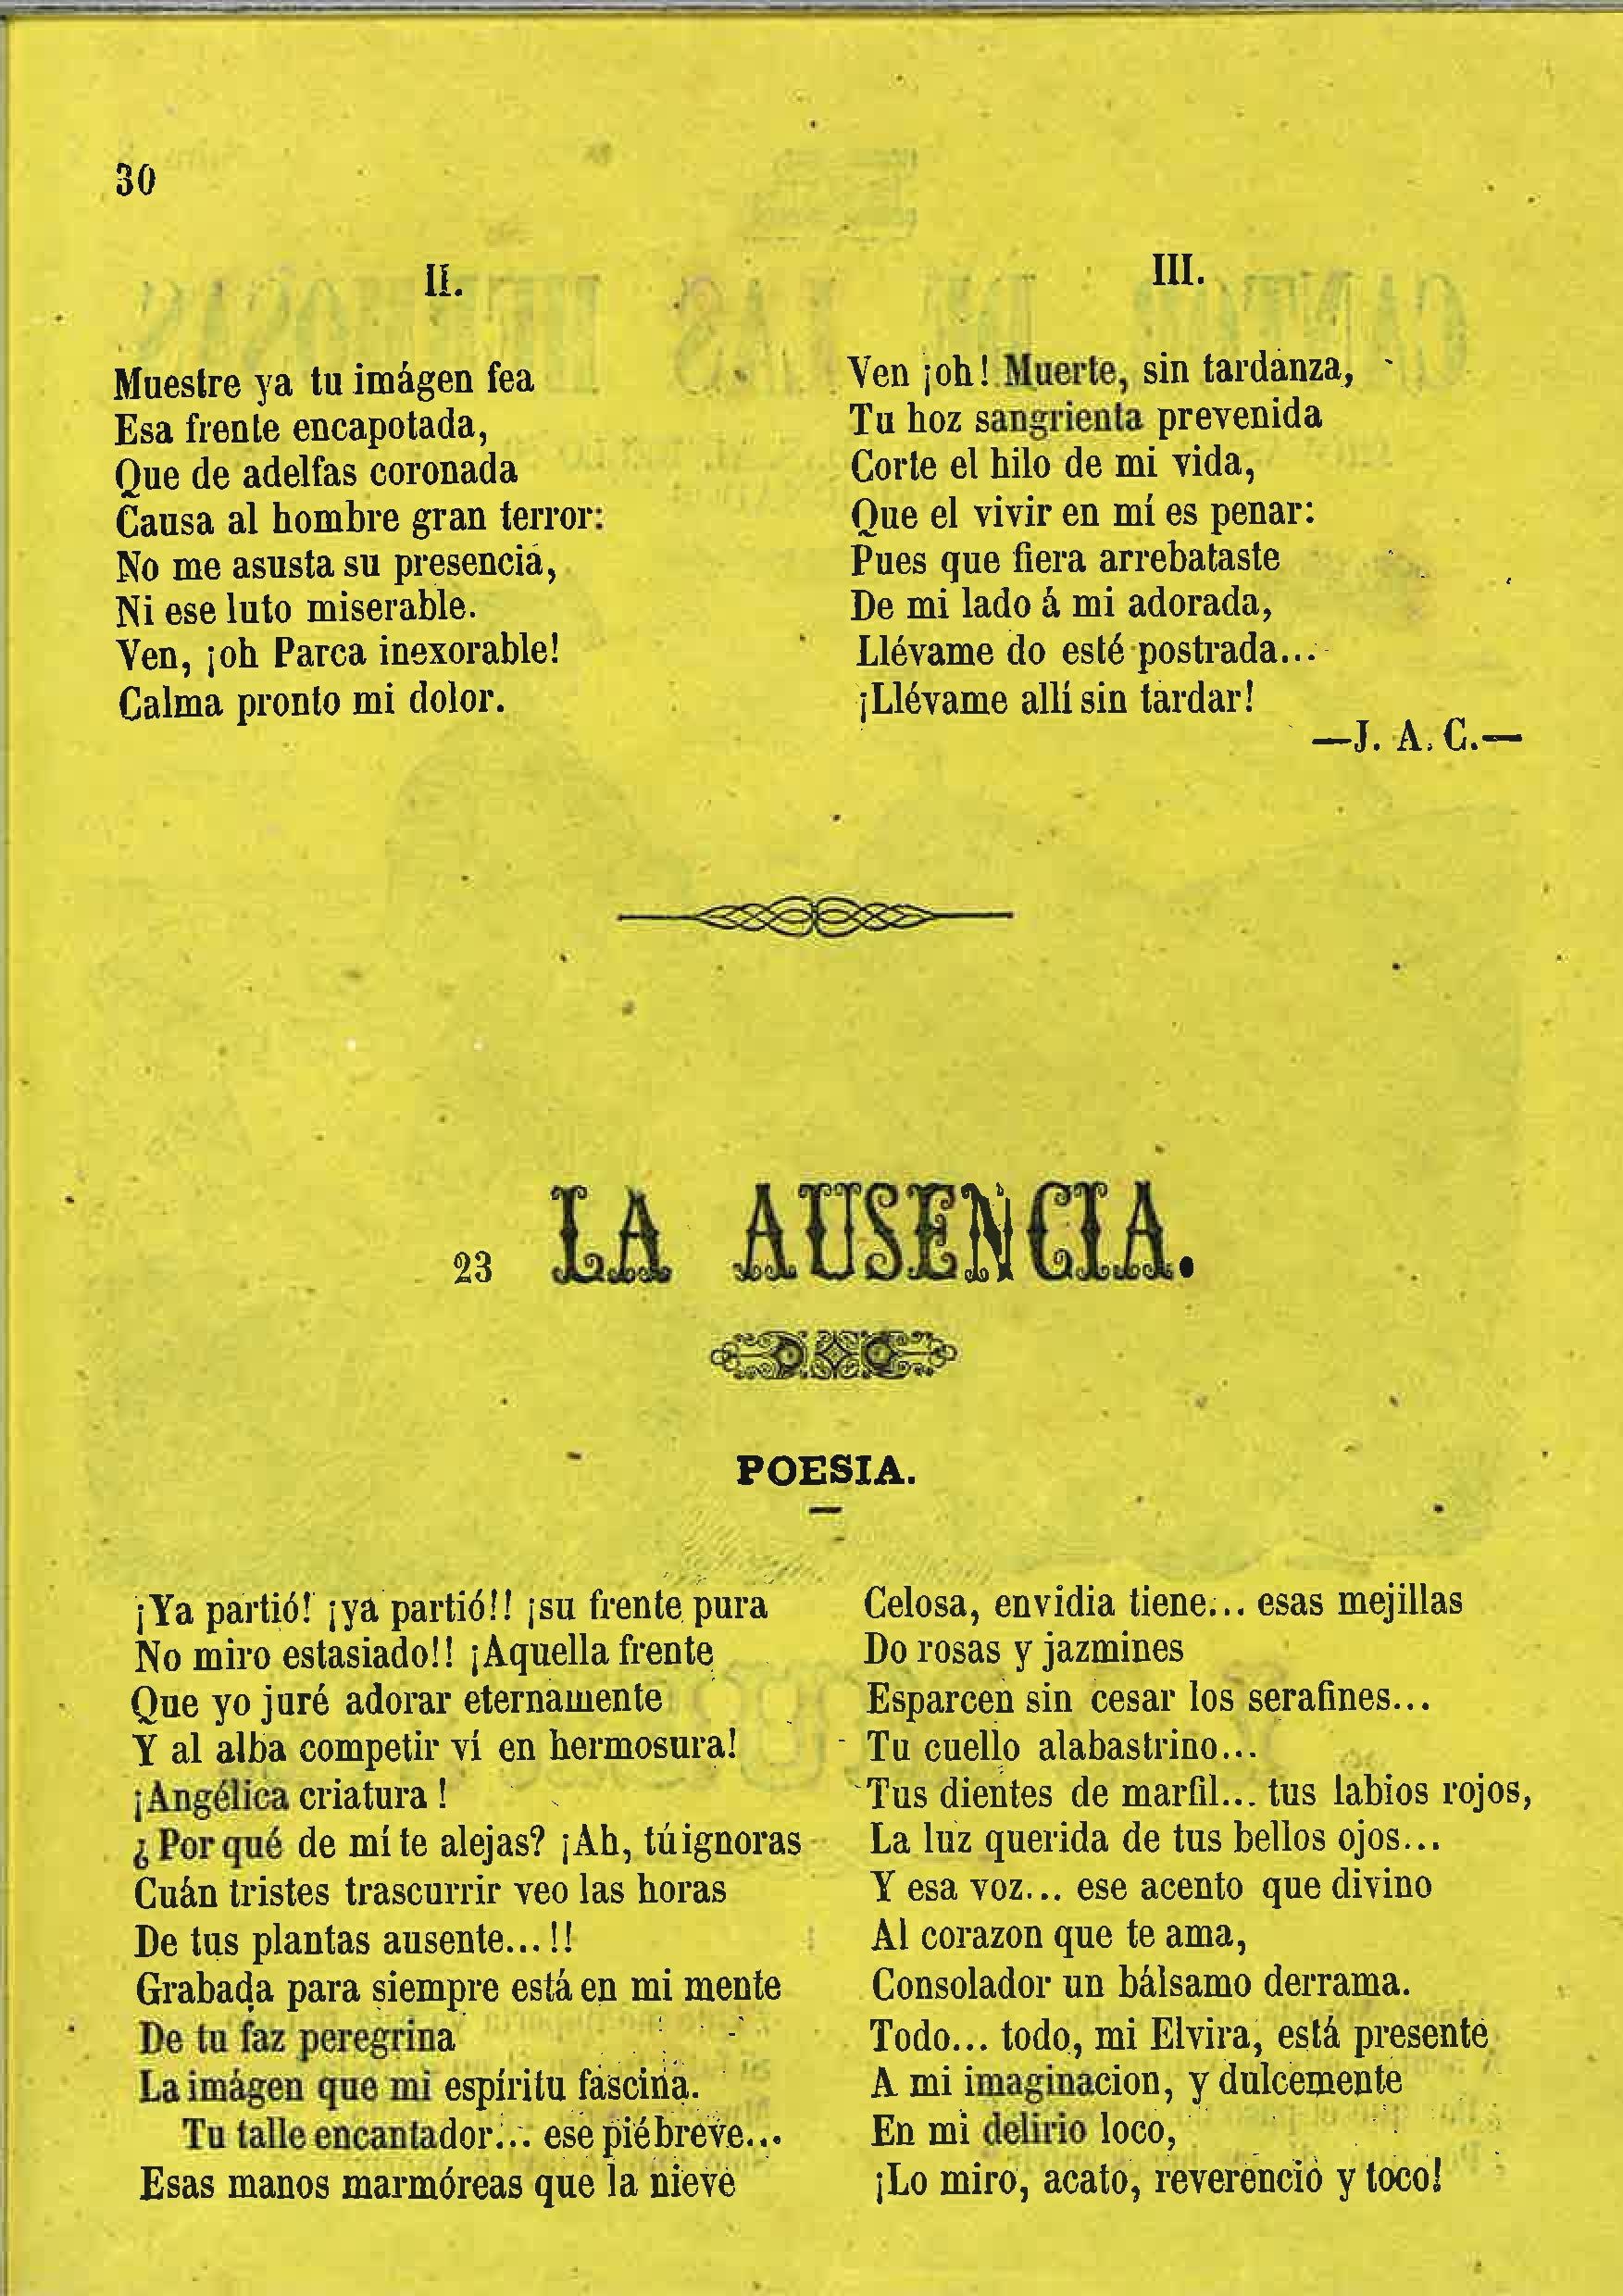 30
II.
Muestre ya tu imágen fea
Esa frente encapotada,
Que de adelfas coronada
Causa al hombre gran terror:
No me asusta su presencia,
Ni ese luto miserable.
Ven, ¡oh Parca inexorable!
Calma pronto mi dolor.
III.
Ven ¡oh! Muerte, sin tardanza,
Tu hoz sangrienta prevenida
Corte el hilo de mi vida,
Que el vivir en mí es penar:
Pues que fiera arrebataste
De mi lado á mi adorada,
Llévame do esté postrada...
¡Llévame allí sin tardar!
—J. A. C.—
23 LA AUSENCIA.
POESIA.
¡Ya partió! ¡ya partió!! ¡su frente pura
No miro estasiado!! ¡Aquella frente
Que yo juré adorar eternamente
Y al alba competir ví en hermosura!
¡Angélica criatura!
¿Por qué de mí te alejas? ¡Ah, tú ignoras
Cuán tristes trascurrir veo las horas
De tus plantas ausente...!!
Grabada para siempre está en mi mente
De tu faz peregrina
La imágen que mi espíritu fascina.
Tu talle encantador... ese pié breve...
Esas manos marmóreas que la nieve
Celosa, envidia tiene... esas mejillas
Do rosas y jazmines
Esparcen sin cesar los serafines...
Tu cuello alabastrino...
Tus dientes de marfil... tus labios rojos,
La luz querida de tus bellos ojos...
Y esa voz... ese acento que divino
Al corazon que te ama,
Consolador un bálsamo derrama.
Todo... todo, mi Elvira, está presente
A mi imaginacion, y dulcemente
En mi delirio loco,
¡Lo miro, acato, reverencio y toco!